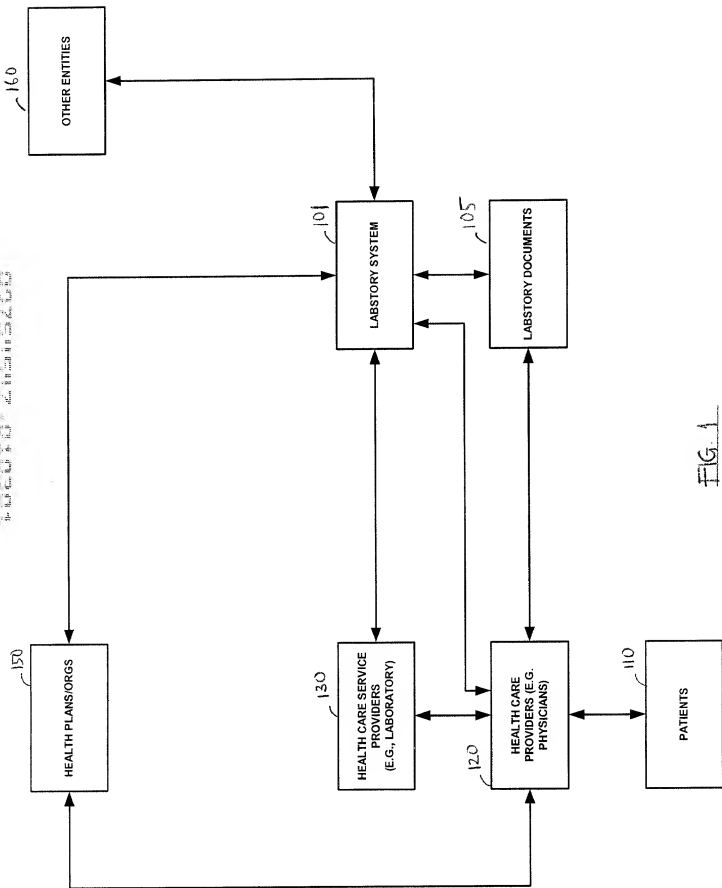 160
OTHER ENTITIES
150
HEALTH PLANS/ORGS
101
LABSTORY SYSTEM
105
LABSTORY DOCUMENTS
130
HEALTH CARE SERVICE
PROVIDERS
(E.G., LABORATORY)
120
HEALTH CARE
PROVIDERS (E.G.
PHYSICIANS)
110
PATIENTS
FIG. 1